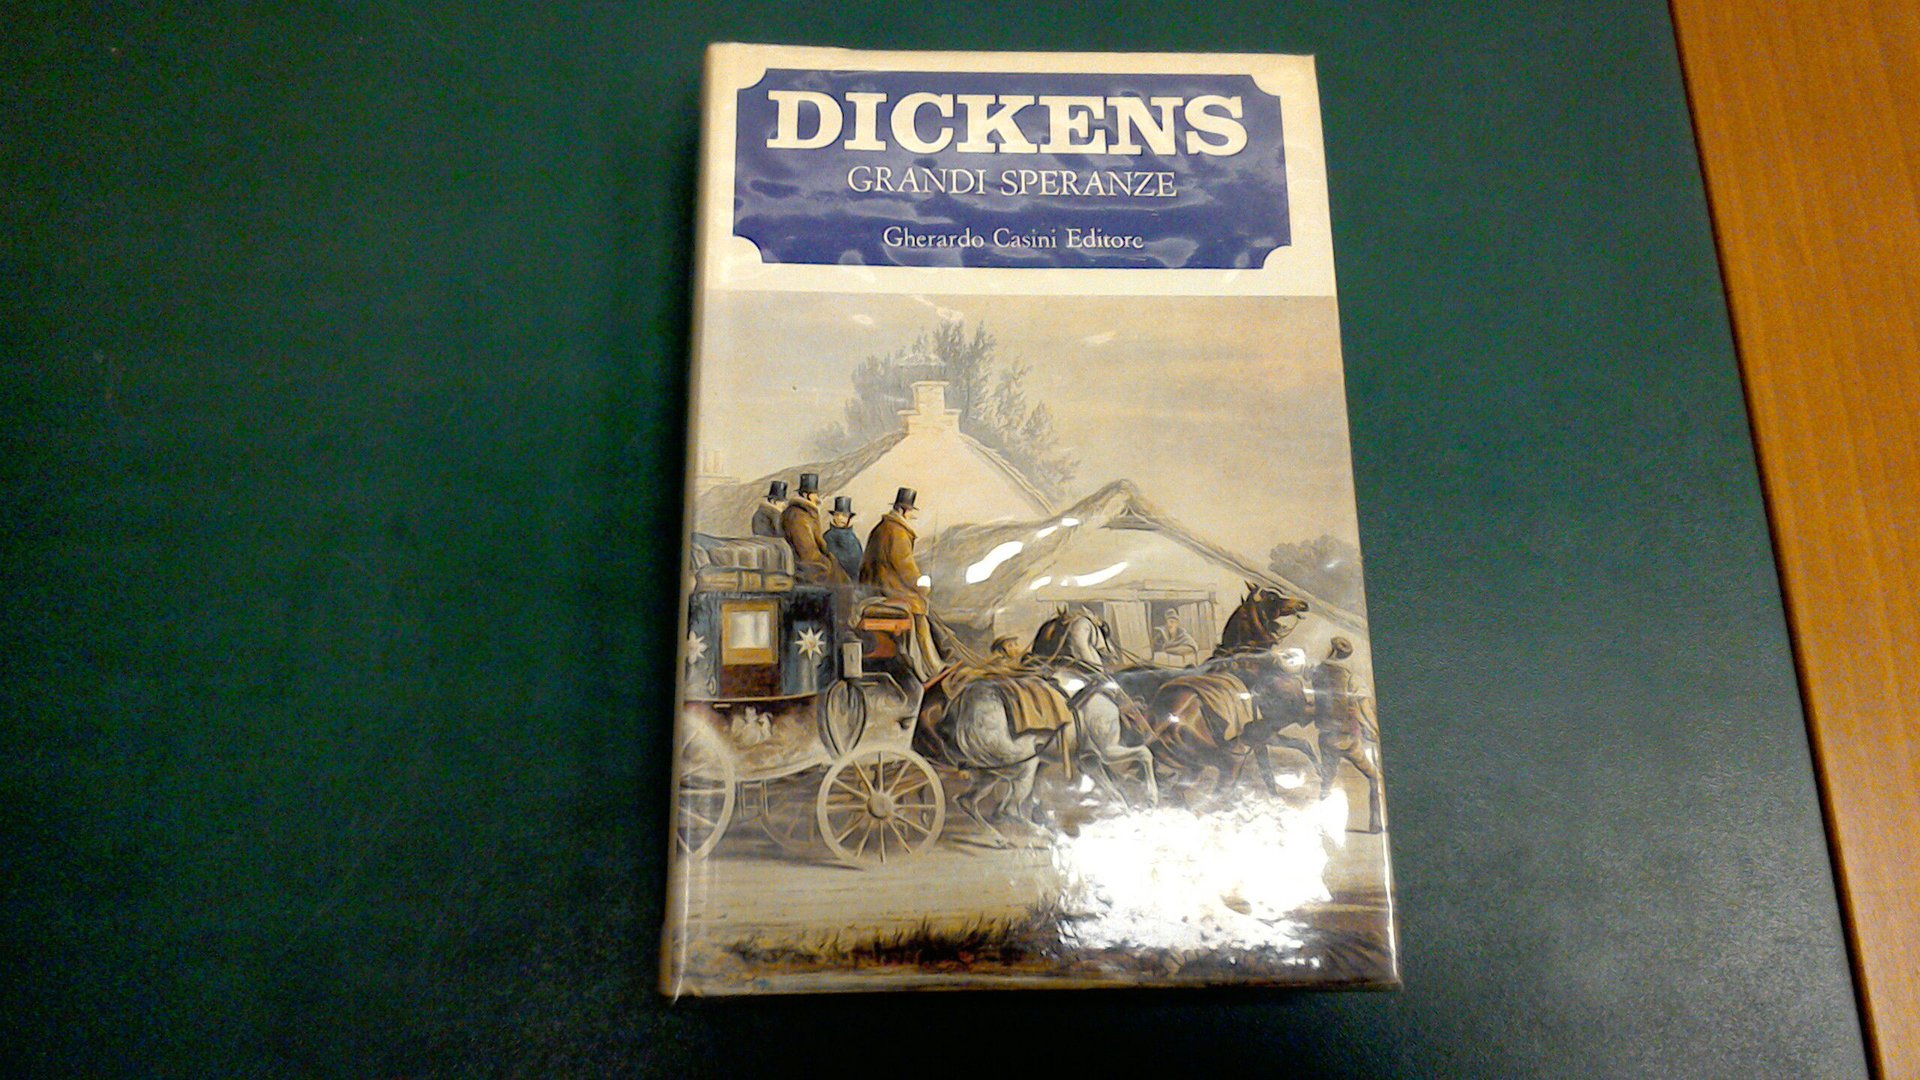 DICKENS
GRANDI SPERANZE
Gherardo Casini Editore